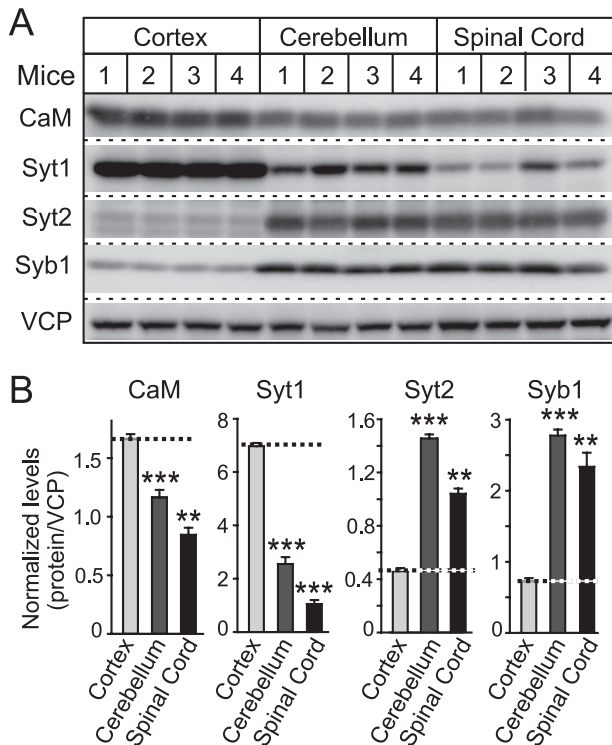 A
Cortex Cerebellum Spinal Cord
Mice 1 2 3 4 1 2 3 4 1 2 3 4
CaM
Syt1
Syt2
Syb1
VCP
B
CaM Syt1 Syt2 Syb1
Normalized levels
(protein/VCP)
1.5
1.0
0.5
0
*** **
Cortex
Cerebellum
Spinal Cord
8
6
4
2
0
*** ***
Cortex
Cerebellum
Spinal Cord
1.6
1.2
0.8
0.4
0
*** **
Cortex
Cerebellum
Spinal Cord
3
2
1
0
*** **
Cortex
Cerebellum
Spinal Cord